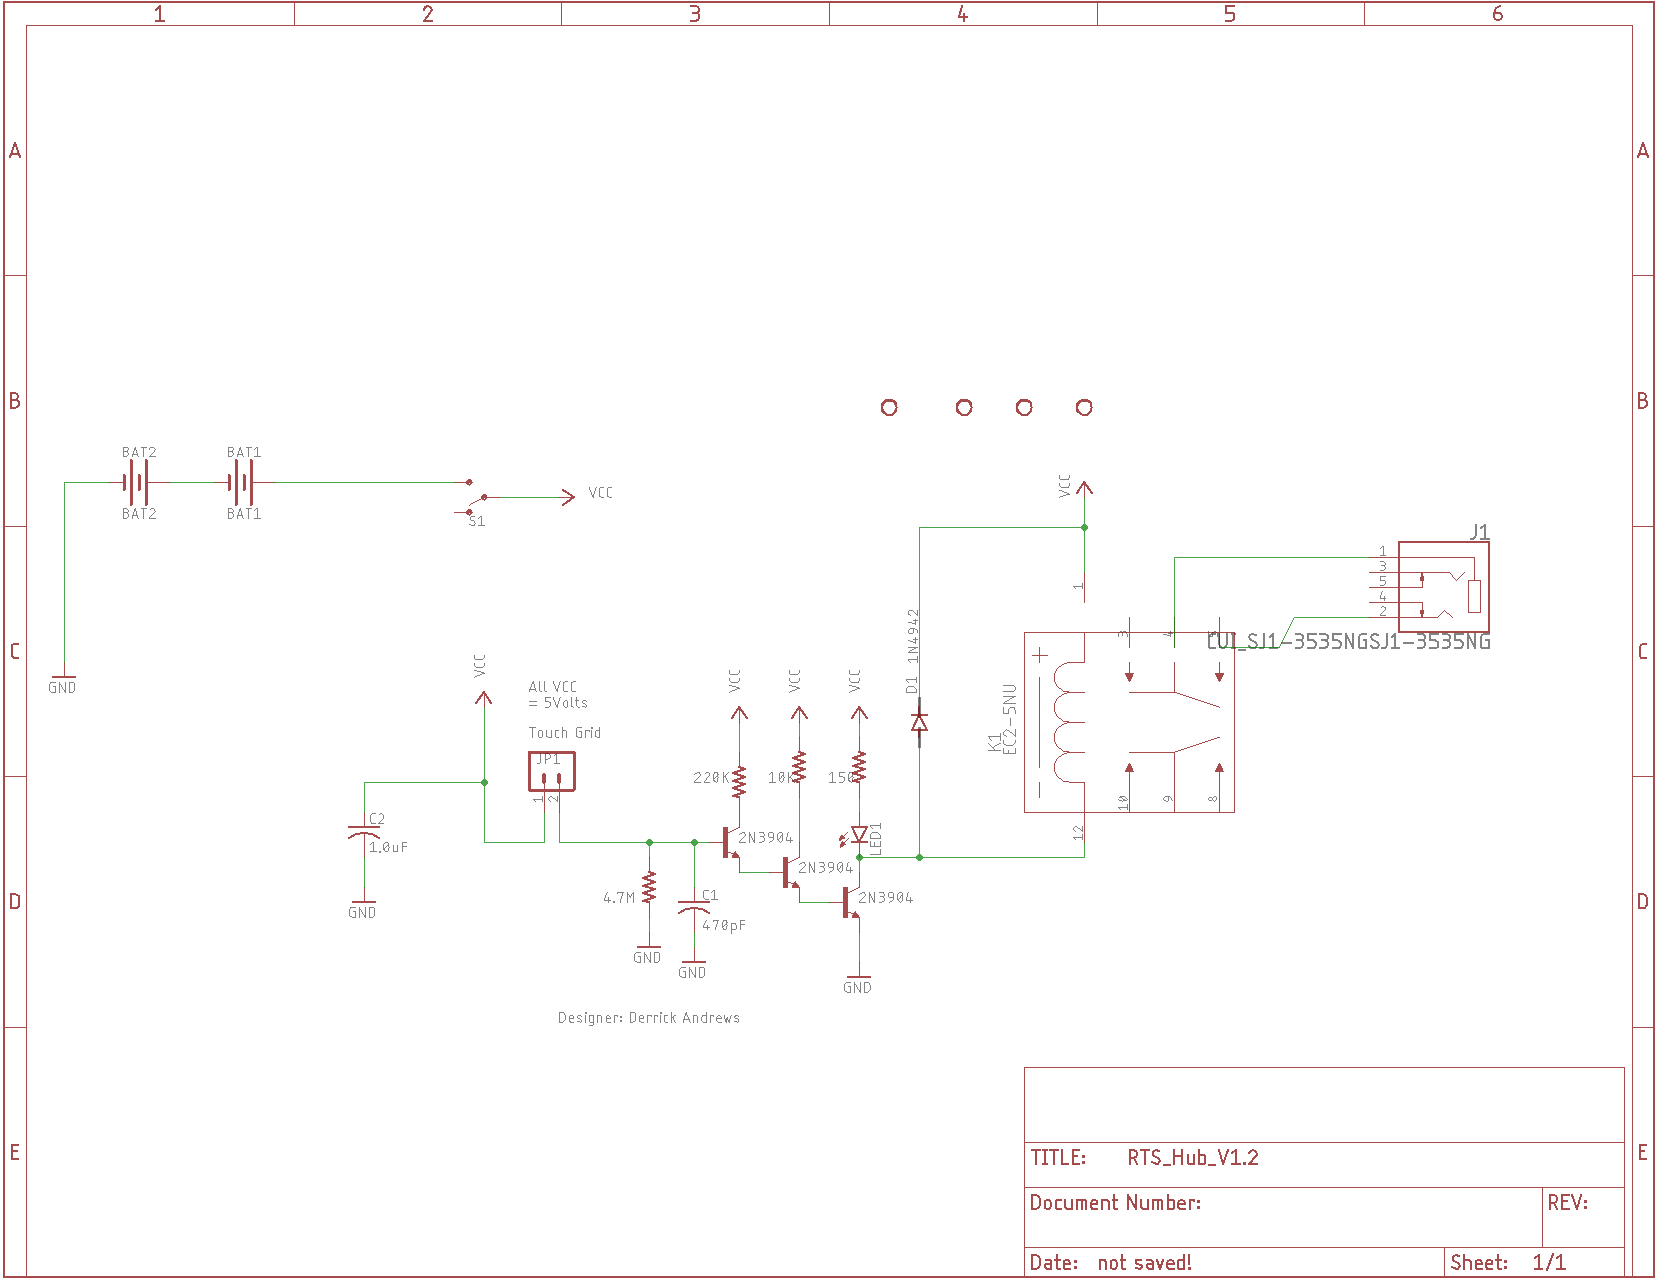 1 2 3 4 5 6
A A
B B
C C
D D
E E
BAT2 BAT1
BAT2 BAT1
GND
S1
VCC
VCC
All VCC
= 5Volts
Touch Grid
JP1
1 2
C2
1.0uF
GND
4.7M
GND
C1
470pF
GND
VCC VCC VCC
220K 10K 150
2N3904
2N3904
2N3904
LED1
GND
D1 1N4942
VCC
1
12
K1
EC2-5NU
+
3 4
10 9 8
J1
1
3
5
4
2
CUI_SJ1-3535NGSJ1-3535NG
Designer: Derrick Andrews
TITLE: RTS_Hub_V1.2
Document Number:
REV:
Date: not saved!
Sheet: 1/1